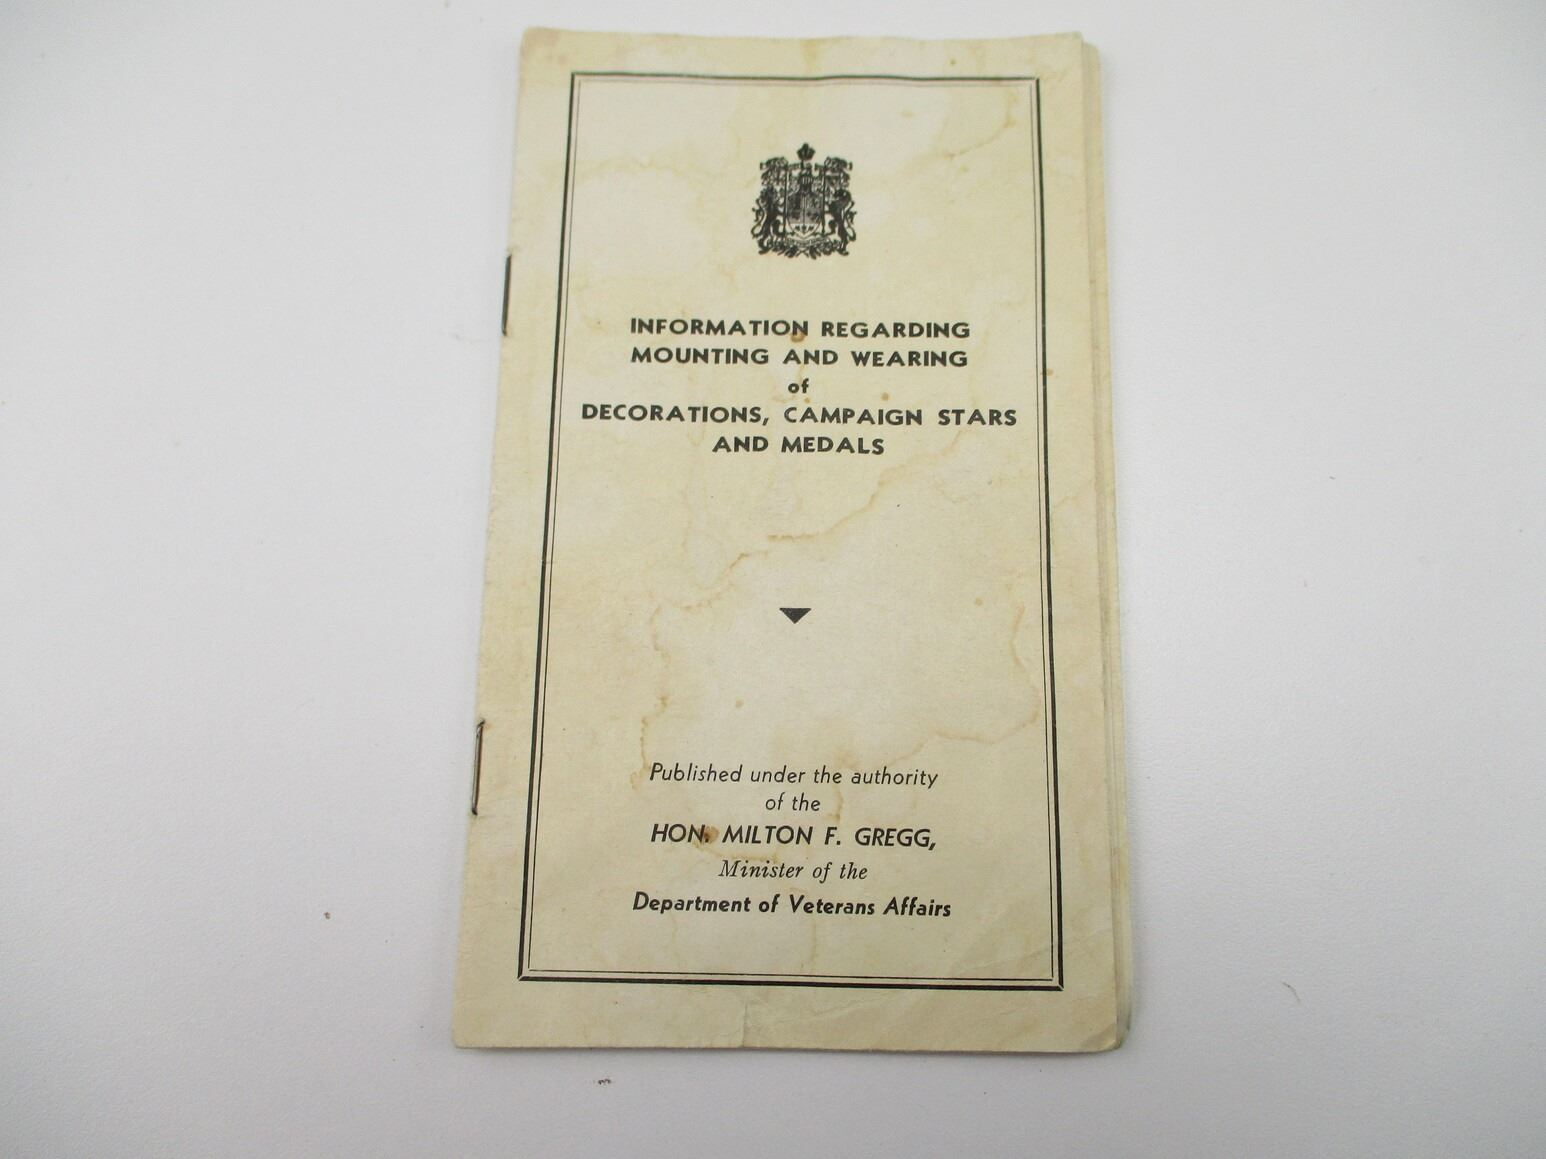 INFORMATION REGARDING
MOUNTING AND WEARING
of
DECORATIONS, CAMPAIGN STARS
AND MEDALS
Published under the authority
of the
HON. MILTON F. GREGG,
Minister of the
Department of Veterans Affairs